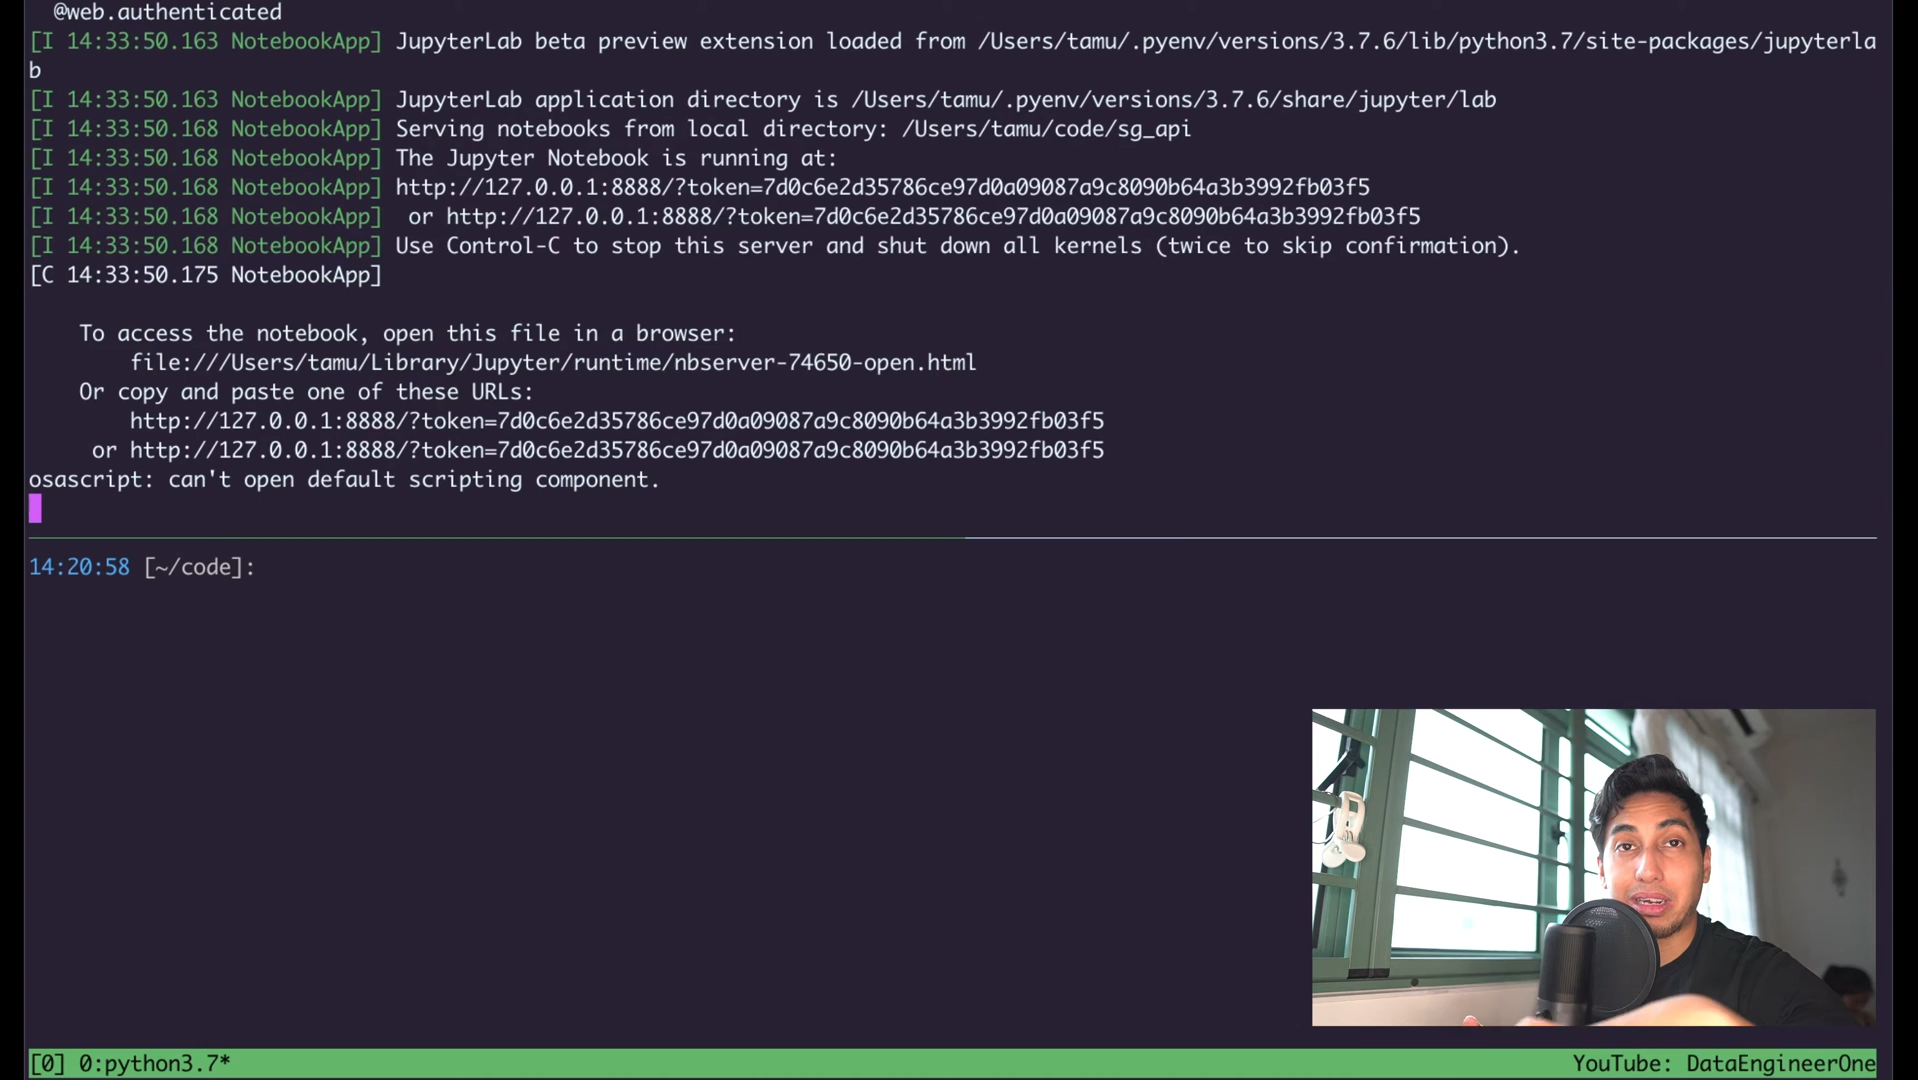 @web.authenticated
[I 14:33:50.163 NotebookApp] JupyterLab beta preview extension loaded from /Users/tamu/.pyenv/versions/3.7.6/lib/python3.7/site-packages/jupyterla
b
[I 14:33:50.163 NotebookApp] JupyterLab application directory is /Users/tamu/.pyenv/versions/3.7.6/share/jupyter/lab
[I 14:33:50.168 NotebookApp] Serving notebooks from local directory: /Users/tamu/code/sg_api
[I 14:33:50.168 NotebookApp] The Jupyter Notebook is running at:
[I 14:33:50.168 NotebookApp] http://127.0.0.1:8888/?token=7d0c6e2d35786ce97d0a09087a9c8090b64a3b3992fb03f5
[I 14:33:50.168 NotebookApp]  or http://127.0.0.1:8888/?token=7d0c6e2d35786ce97d0a09087a9c8090b64a3b3992fb03f5
[I 14:33:50.168 NotebookApp] Use Control-C to stop this server and shut down all kernels (twice to skip confirmation).
[C 14:33:50.175 NotebookApp]
To access the notebook, open this file in a browser:
file:///Users/tamu/Library/Jupyter/runtime/nbserver-74650-open.html
Or copy and paste one of these URLs:
http://127.0.0.1:8888/?token=7d0c6e2d35786ce97d0a09087a9c8090b64a3b3992fb03f5
or http://127.0.0.1:8888/?token=7d0c6e2d35786ce97d0a09087a9c8090b64a3b3992fb03f5
osascript: can't open default scripting component.
14:20:58 [~/code]:
[0] 0:python3.7*
YouTube: DataEngineerOne